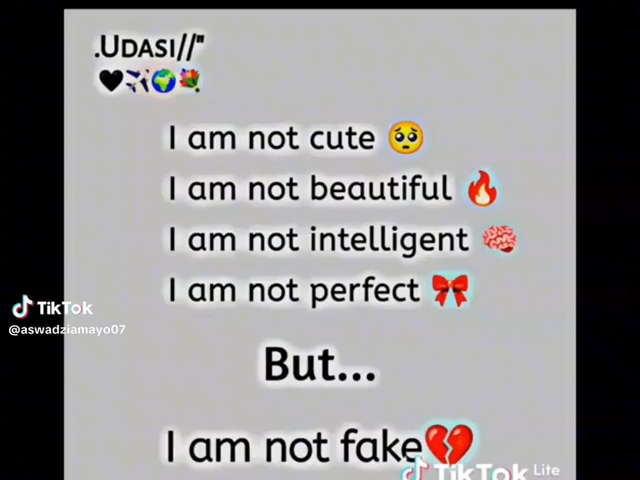 .Udasi//"
🖤✈️🌍💐
I am not cute 🥺
I am not beautiful 🔥
I am not intelligent 🧠
I am not perfect 🎀
TikTok
@aswadziamayo07
But...
I am not fake💔
TikTok Lite